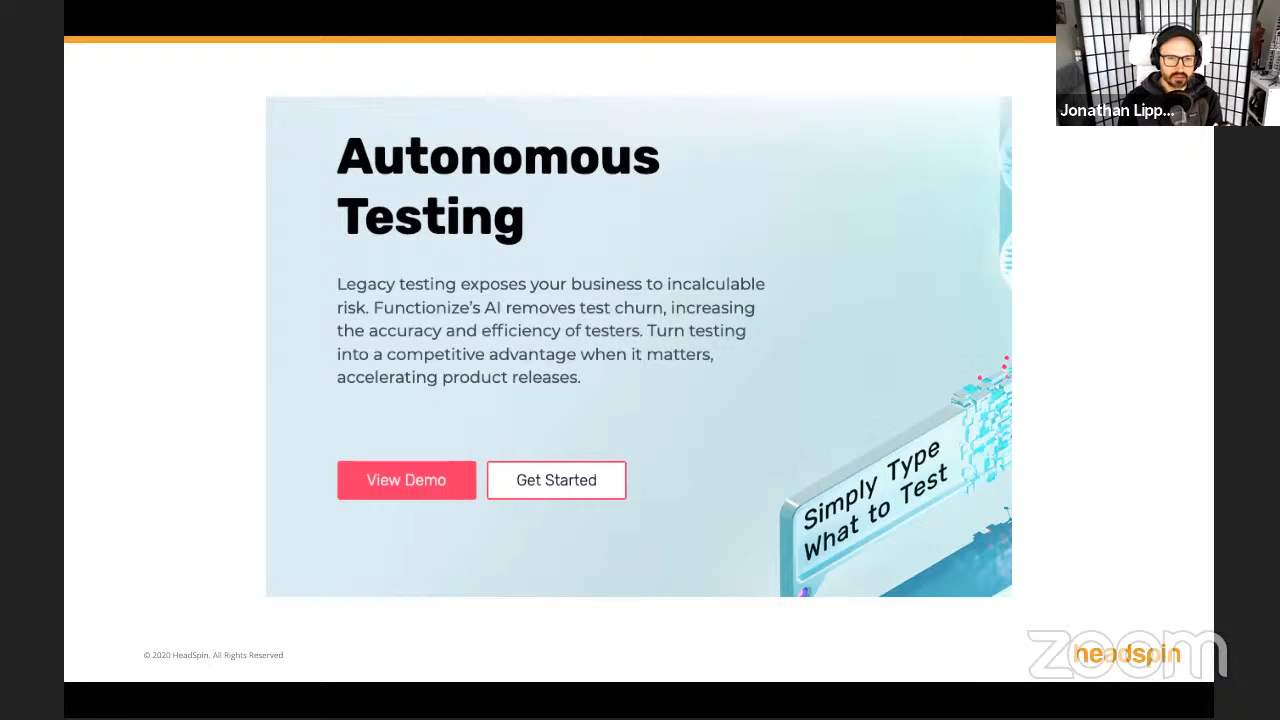 Jonathan Lipp...
Autonomous
Testing
Legacy testing exposes your business to incalculable
risk. Functionize's AI removes test churn, increasing
the accuracy and efficiency of testers. Turn testing
into a competitive advantage when it matters,
accelerating product releases.
View Demo
Get Started
Simply Type
What to Test
© 2020 HeadSpin. All Rights Reserved
headspin
zoom